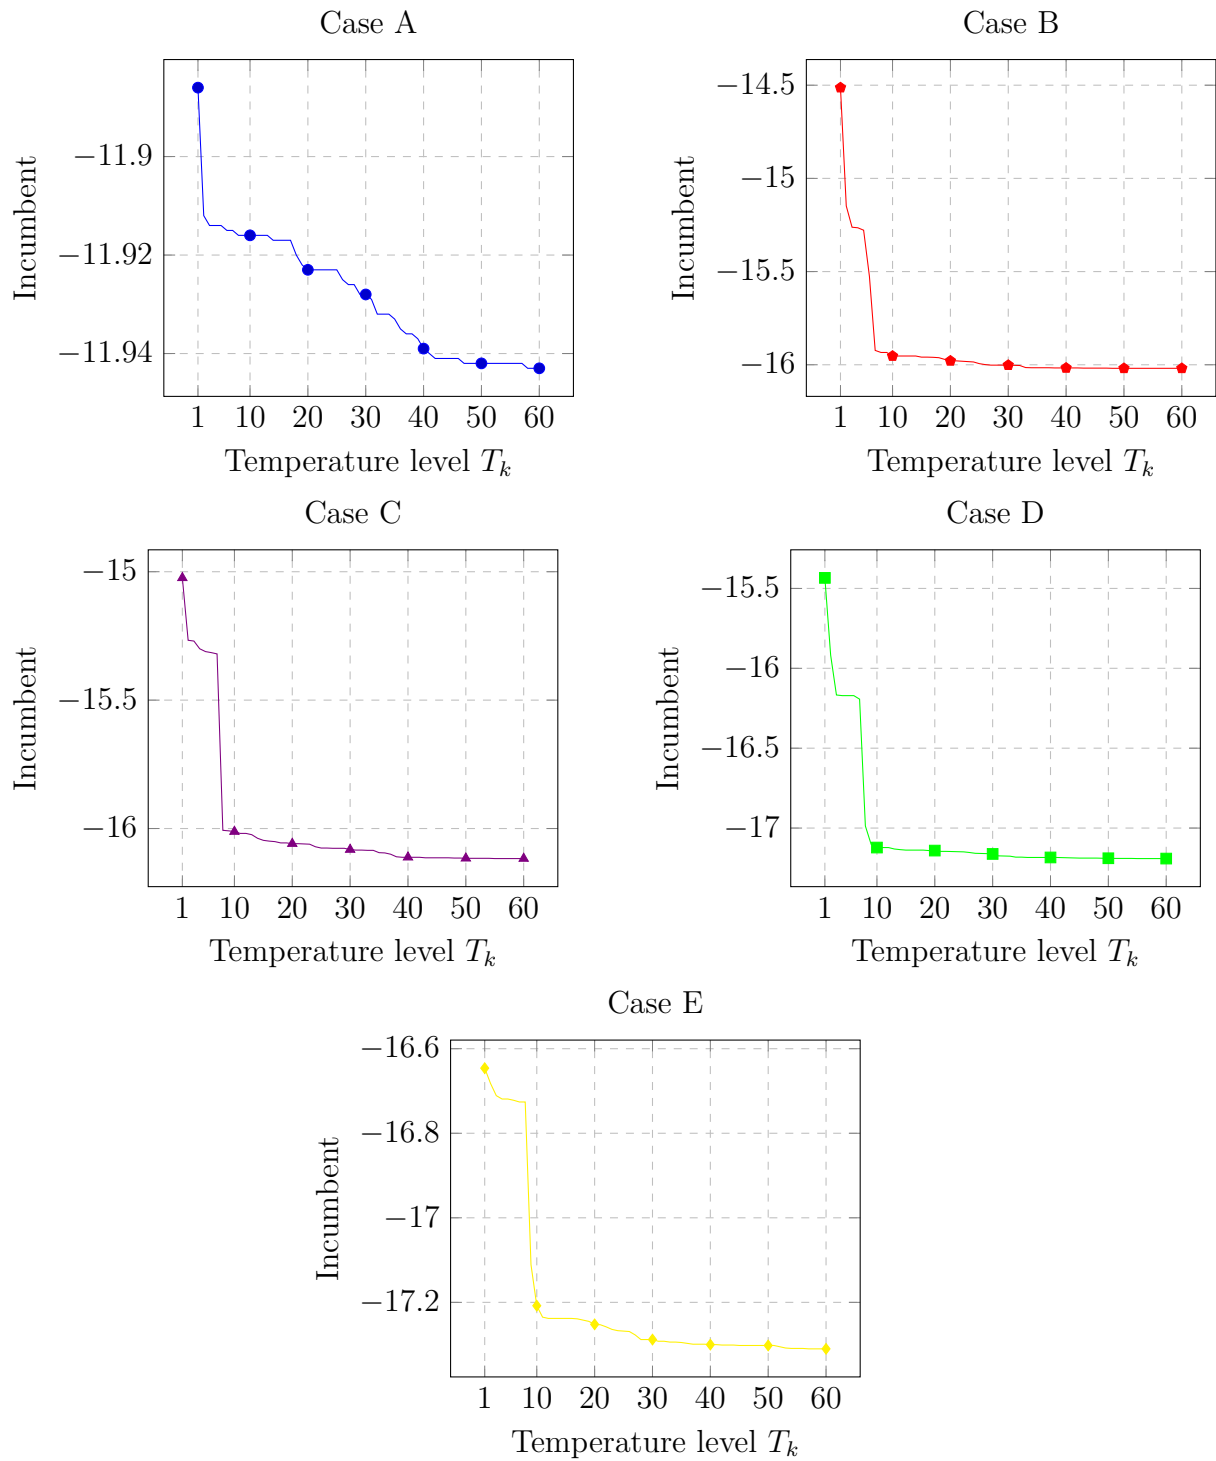 Case A
Incumbent
−11.9
−11.92
−11.94
1 10 20 30 40 50 60
Temperature level T_k
Case B
Incumbent
−14.5
−15
−15.5
−16
1 10 20 30 40 50 60
Temperature level T_k
Case C
Incumbent
−15
−15.5
−16
1 10 20 30 40 50 60
Temperature level T_k
Case D
Incumbent
−15.5
−16
−16.5
−17
1 10 20 30 40 50 60
Temperature level T_k
Case E
Incumbent
−16.6
−16.8
−17
−17.2
1 10 20 30 40 50 60
Temperature level T_k